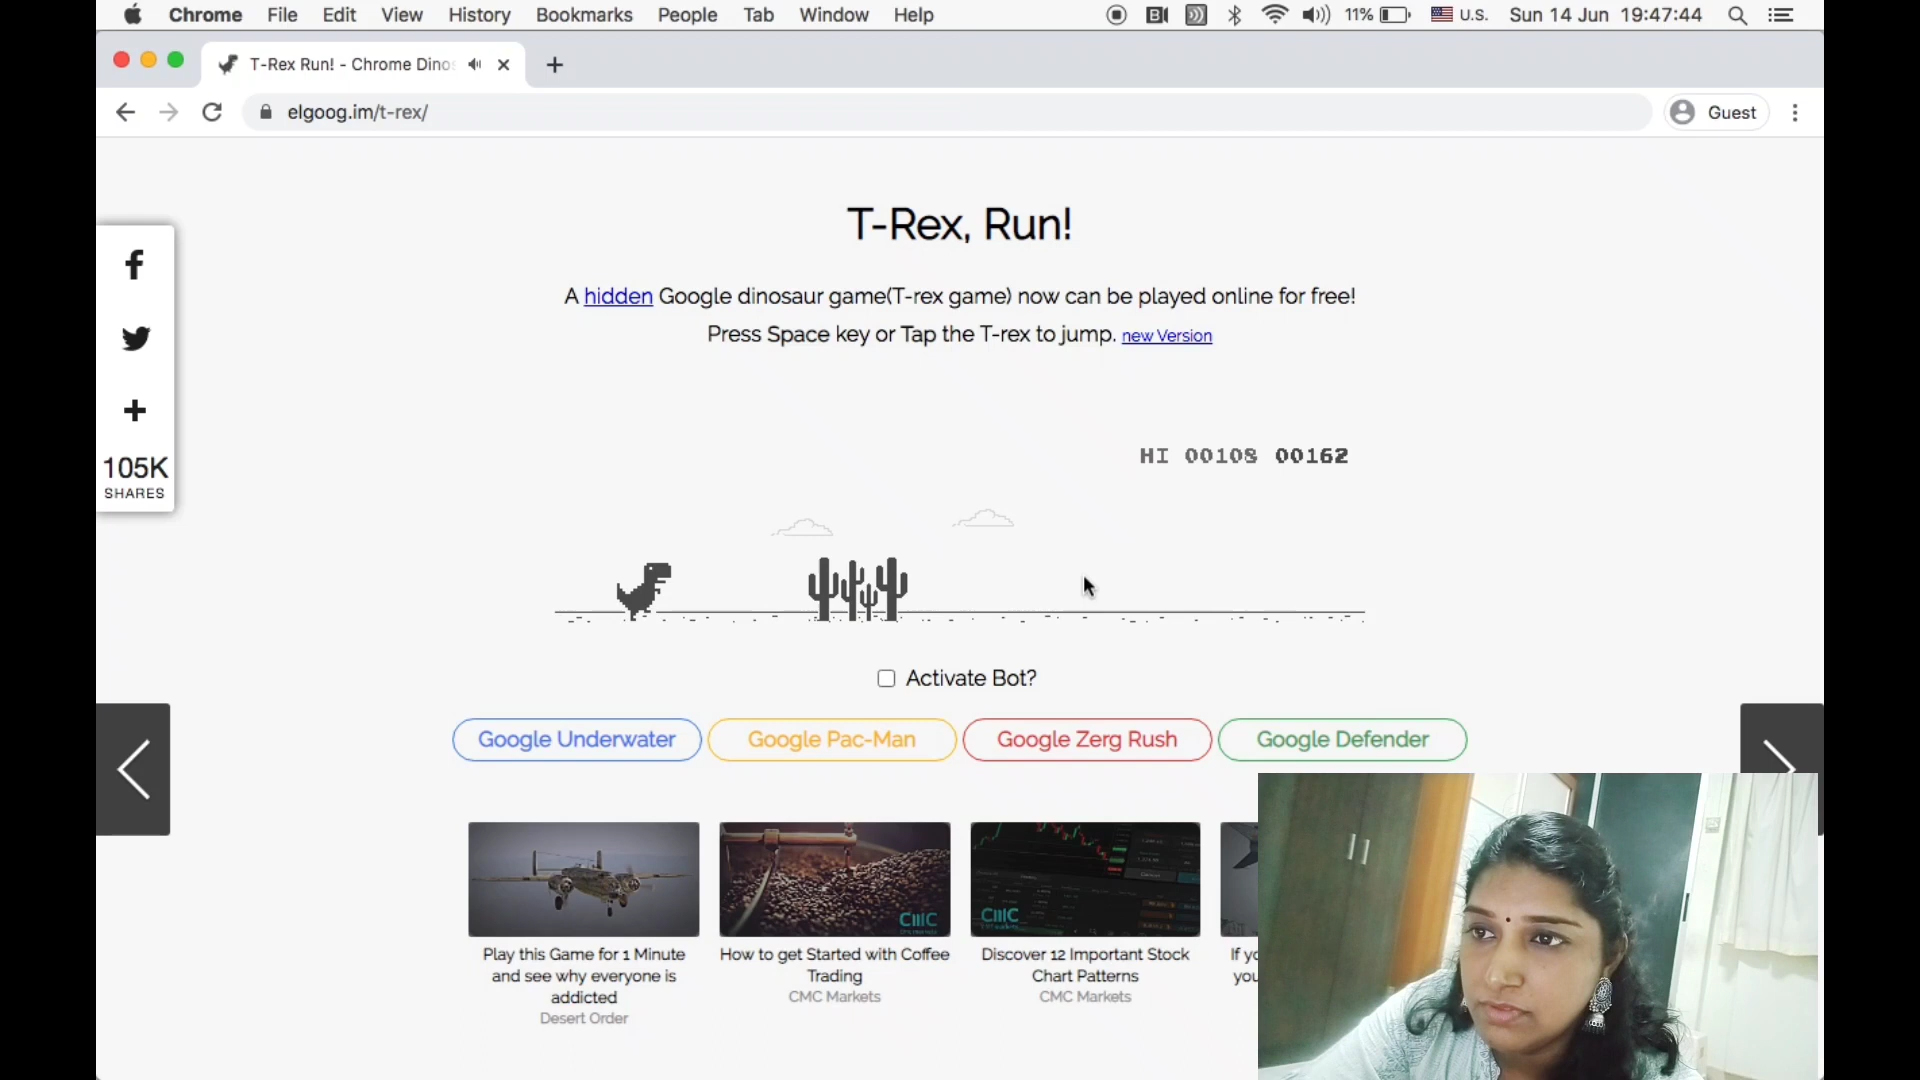 Chrome File Edit View History Bookmarks People Tab Window Help 11% U.S. Sun 14 Jun 19:47:44
T-Rex Run! - Chrome Dino
elgoog.im/t-rex/ Guest
T-Rex, Run!
A hidden Google dinosaur game(T-rex game) now can be played online for free!
Press Space key or Tap the T-rex to jump. new Version
105K
SHARES
HI 00108 00162
Activate Bot?
Google Underwater Google Pac-Man Google Zerg Rush Google Defender
CMC
CMC
Play this Game for 1 Minute
and see why everyone is
addicted
Desert Order
How to get Started with Coffee
Trading
CMC Markets
Discover 12 Important Stock
Chart Patterns
CMC Markets